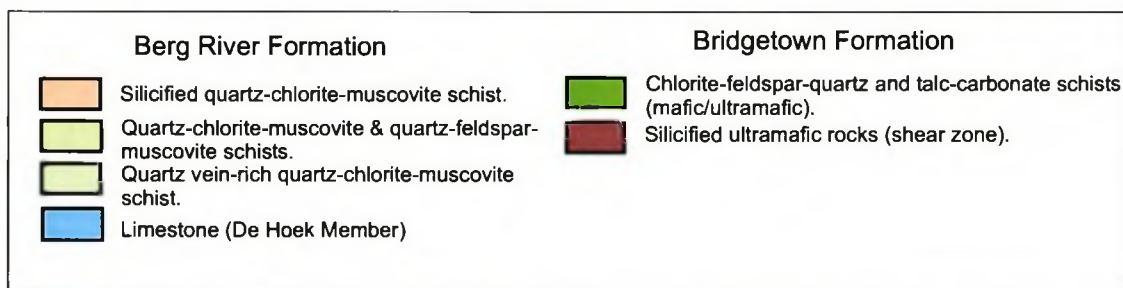 Berg River Formation
Silicified quartz-chlorite-muscovite schist.
Quartz-chlorite-muscovite & quartz-feldspar-
muscovite schists.
Quartz vein-rich quartz-chlorite-muscovite
schist.
Limestone (De Hoek Member)
Bridgetown Formation
Chlorite-feldspar-quartz and talc-carbonate schists
(mafic/ultramafic).
Silicified ultramafic rocks (shear zone).